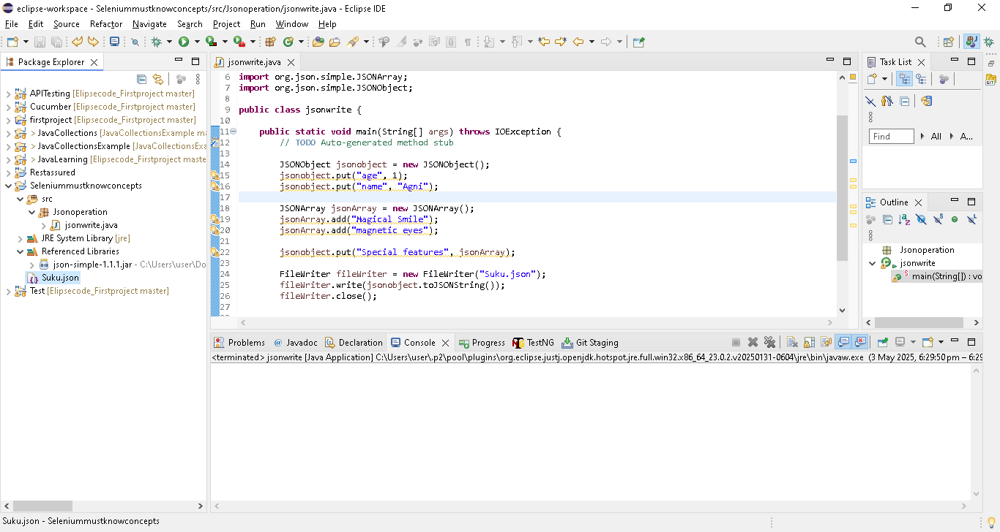 eclipse-workspace - Seleniummustknowconcepts/src/Jsonoperation/jsonwrite.java - Eclipse IDE
File Edit Source Refactor Navigate Search Project Run Window Help
Package Explorer
APITesting [Elipsecode_Firstproject master]
Cucumber [Elipsecode_Firstproject master]
firstproject [Elipsecode_Firstproject master]
> JavaCollections [JavaCollectionsExample ma
> JavaCollectionsExample [JavaCollectionsExa
> JavaLearning [Elipsecode_Firstproject maste
Restassured
Seleniummustknowconcepts
src
Jsonoperation
jsonwrite.java
JRE System Library [jre]
Referenced Libraries
json-simple-1.1.1.jar - C:\Users\user\Do
Suku.json
Test [Elipsecode_Firstproject master]
jsonwrite.java
6 import org.json.simple.JSONArray;
7 import org.json.simple.JSONObject;
8
9 public class jsonwrite {
10
11 public static void main(String[] args) throws IOException {
12 // TODO Auto-generated method stub
13
14 JSONObject jsonobject = new JSONObject();
15 jsonobject.put("age", 1);
16 jsonobject.put("name", "Agni");
17
18 JSONArray jsonArray = new JSONArray();
19 jsonArray.add("Magical Smile");
20 jsonArray.add("magnetic eyes");
21
22 jsonobject.put("Special features", jsonArray);
23
24 FileWriter fileWriter = new FileWriter("Suku.json");
25 fileWriter.write(jsonobject.toJSONString());
26 fileWriter.close();
27
Task List
Find All A...
Outline
Jsonoperation
jsonwrite
main(String[]) : vo
Problems Javadoc Declaration Console Progress TestNG Git Staging
<terminated> jsonwrite [Java Application] C:\Users\user\.p2\pool\plugins\org.eclipse.justj.openjdk.hotspot.jre.full.win32.x86_64_23.0.2.v20250131-0604\jre\bin\javaw.exe (3 May 2025, 6:29:50 pm – 6:29
Suku.json - Seleniummustknowconcepts